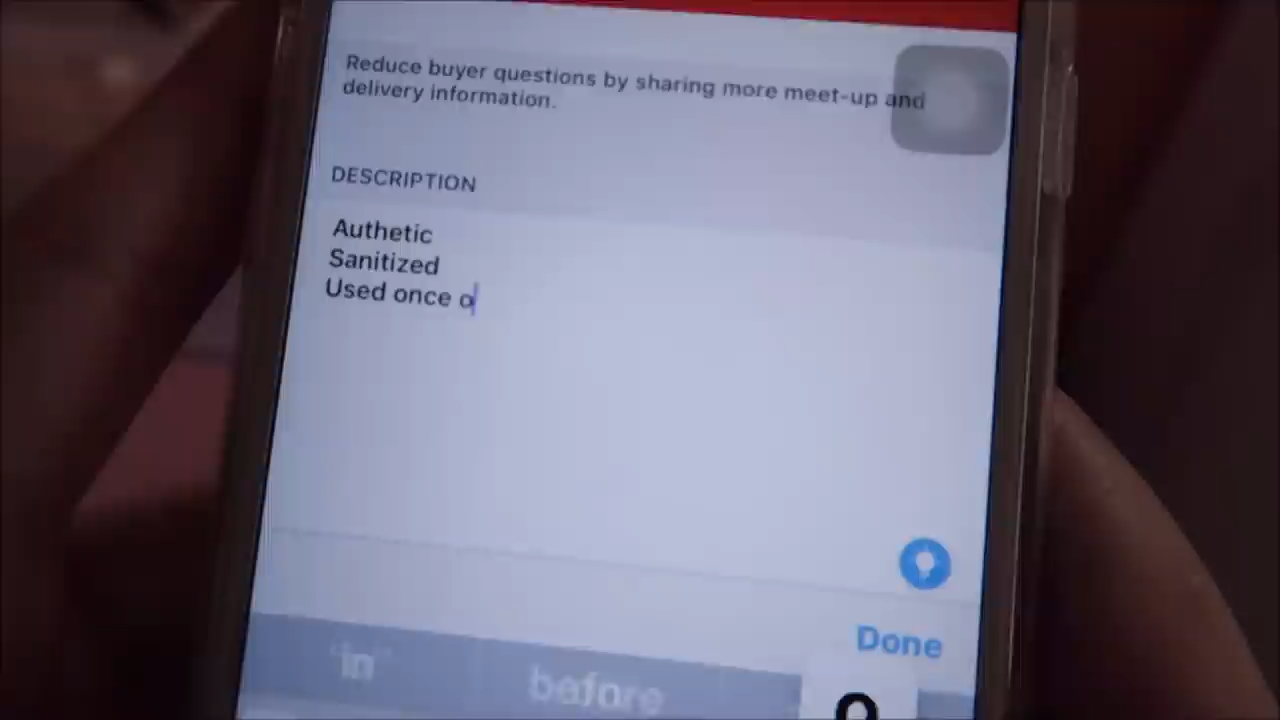 Reduce buyer questions by sharing more meet-up and
delivery information.
DESCRIPTION
Authetic
Sanitized
Used once o
Done
"in" before
o